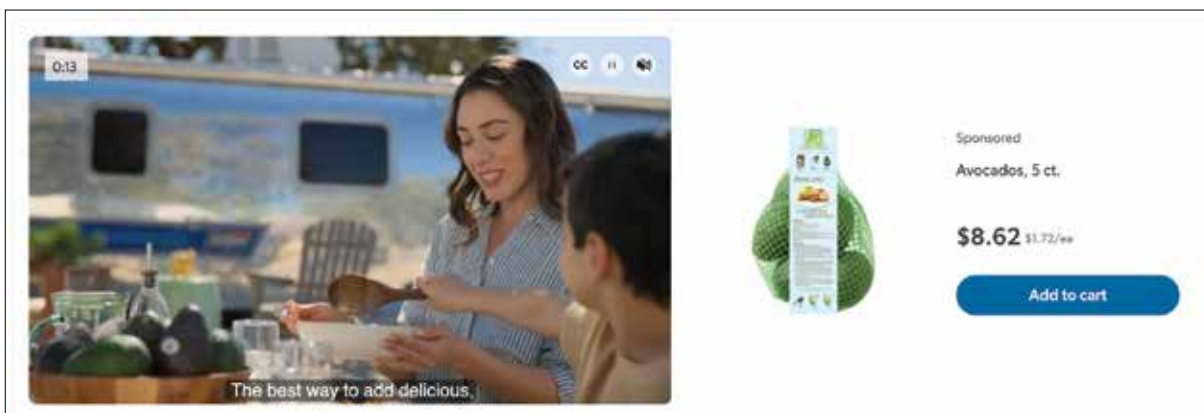 0:13
CC
The best way to add delicious,
Sponsored
Avocados, 5 ct.
$8.62 $1.72/ea
Add to cart